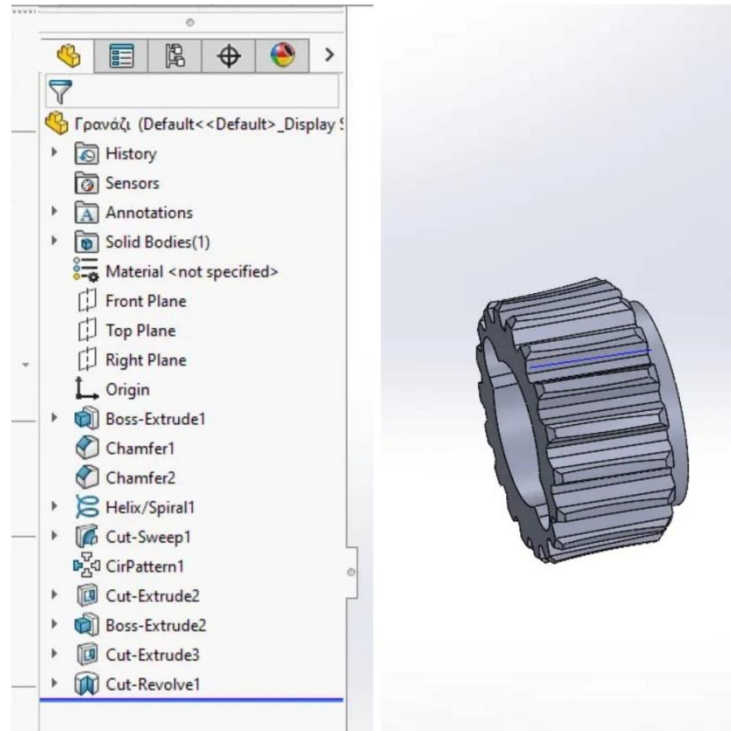 Γρανάζι (Default<<Default>_Display S
History
Sensors
Annotations
Solid Bodies(1)
Material <not specified>
Front Plane
Top Plane
Right Plane
Origin
Boss-Extrude1
Chamfer1
Chamfer2
Helix/Spiral1
Cut-Sweep1
CirPattern1
Cut-Extrude2
Boss-Extrude2
Cut-Extrude3
Cut-Revolve1